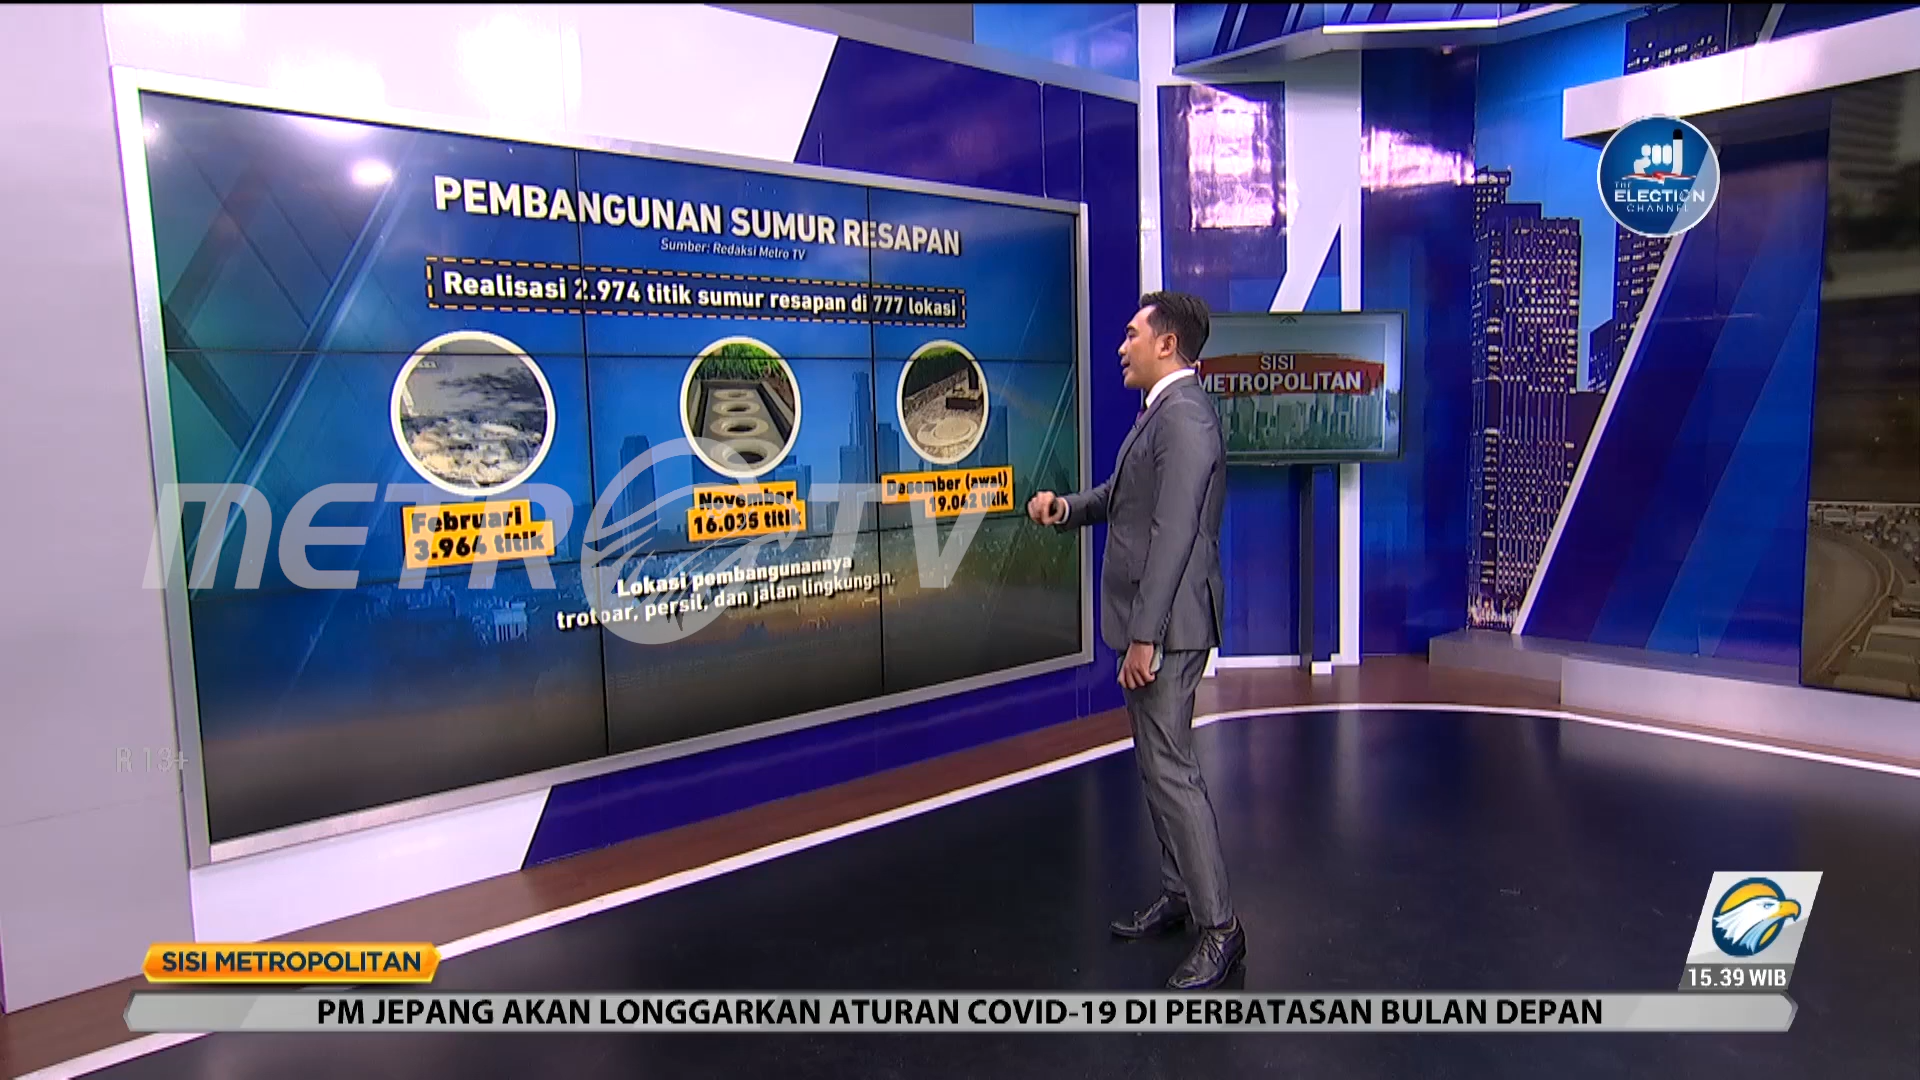 PEMBANGUNAN SUMUR RESAPAN
Sumber: Redaksi Metro TV
Realisasi 2.974 titik sumur resapan di 777 lokasi
Februari
3.964 titik
November
16.035 titik
Desember (awal)
19.042 titik
Lokasi pembangunannya
trotoar, persil, dan jalan lingkungan.
METRO TV
THE
ELECTION
CHANNEL
SISI
METROPOLITAN
R 13+
SISI METROPOLITAN
15.39 WIB
PM JEPANG AKAN LONGGARKAN ATURAN COVID-19 DI PERBATASAN BULAN DEPAN